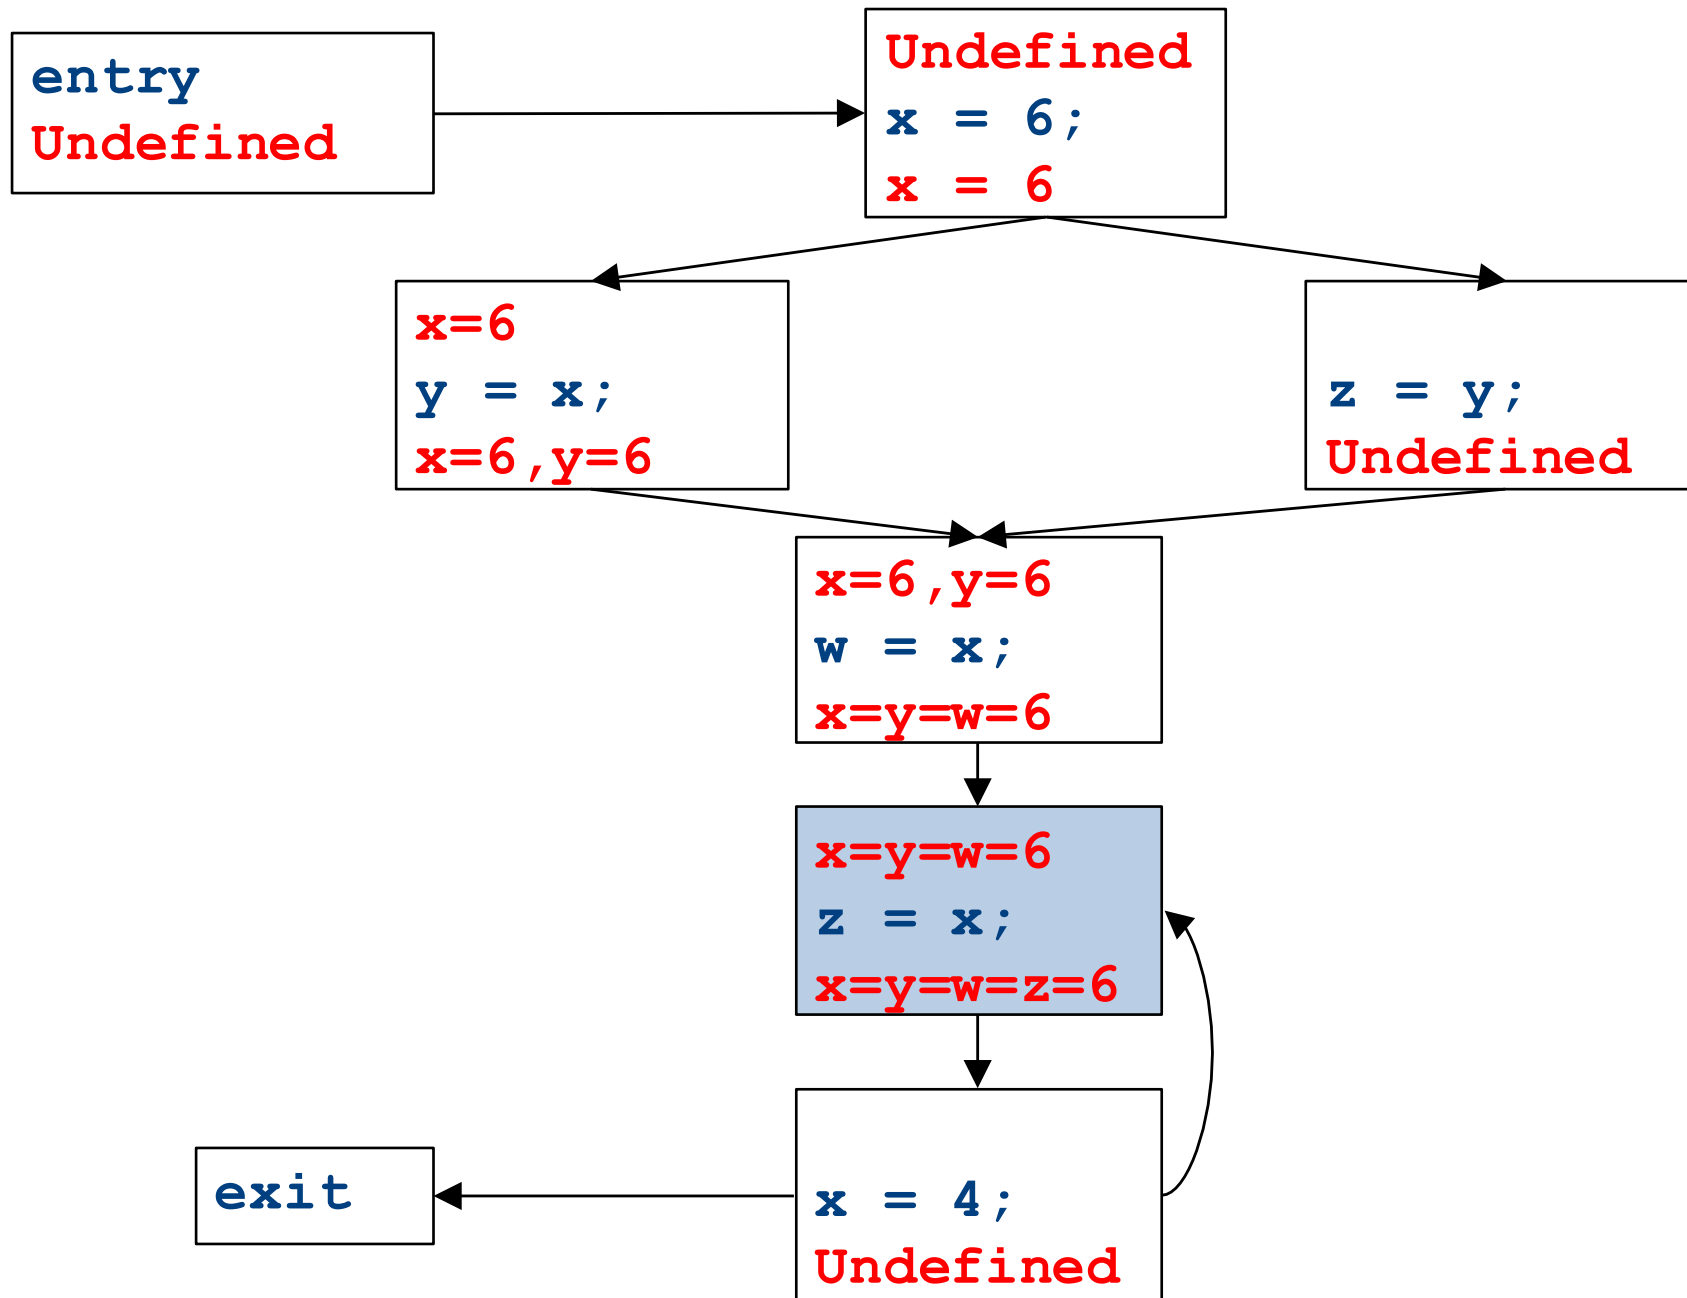 entry
Undefined
Undefined
x = 6;
x = 6
x=6
y = x;
x=6,y=6
z = y;
Undefined
x=6,y=6
w = x;
x=y=w=6
x=y=w=6
z = x;
x=y=w=z=6
exit
x = 4;
Undefined